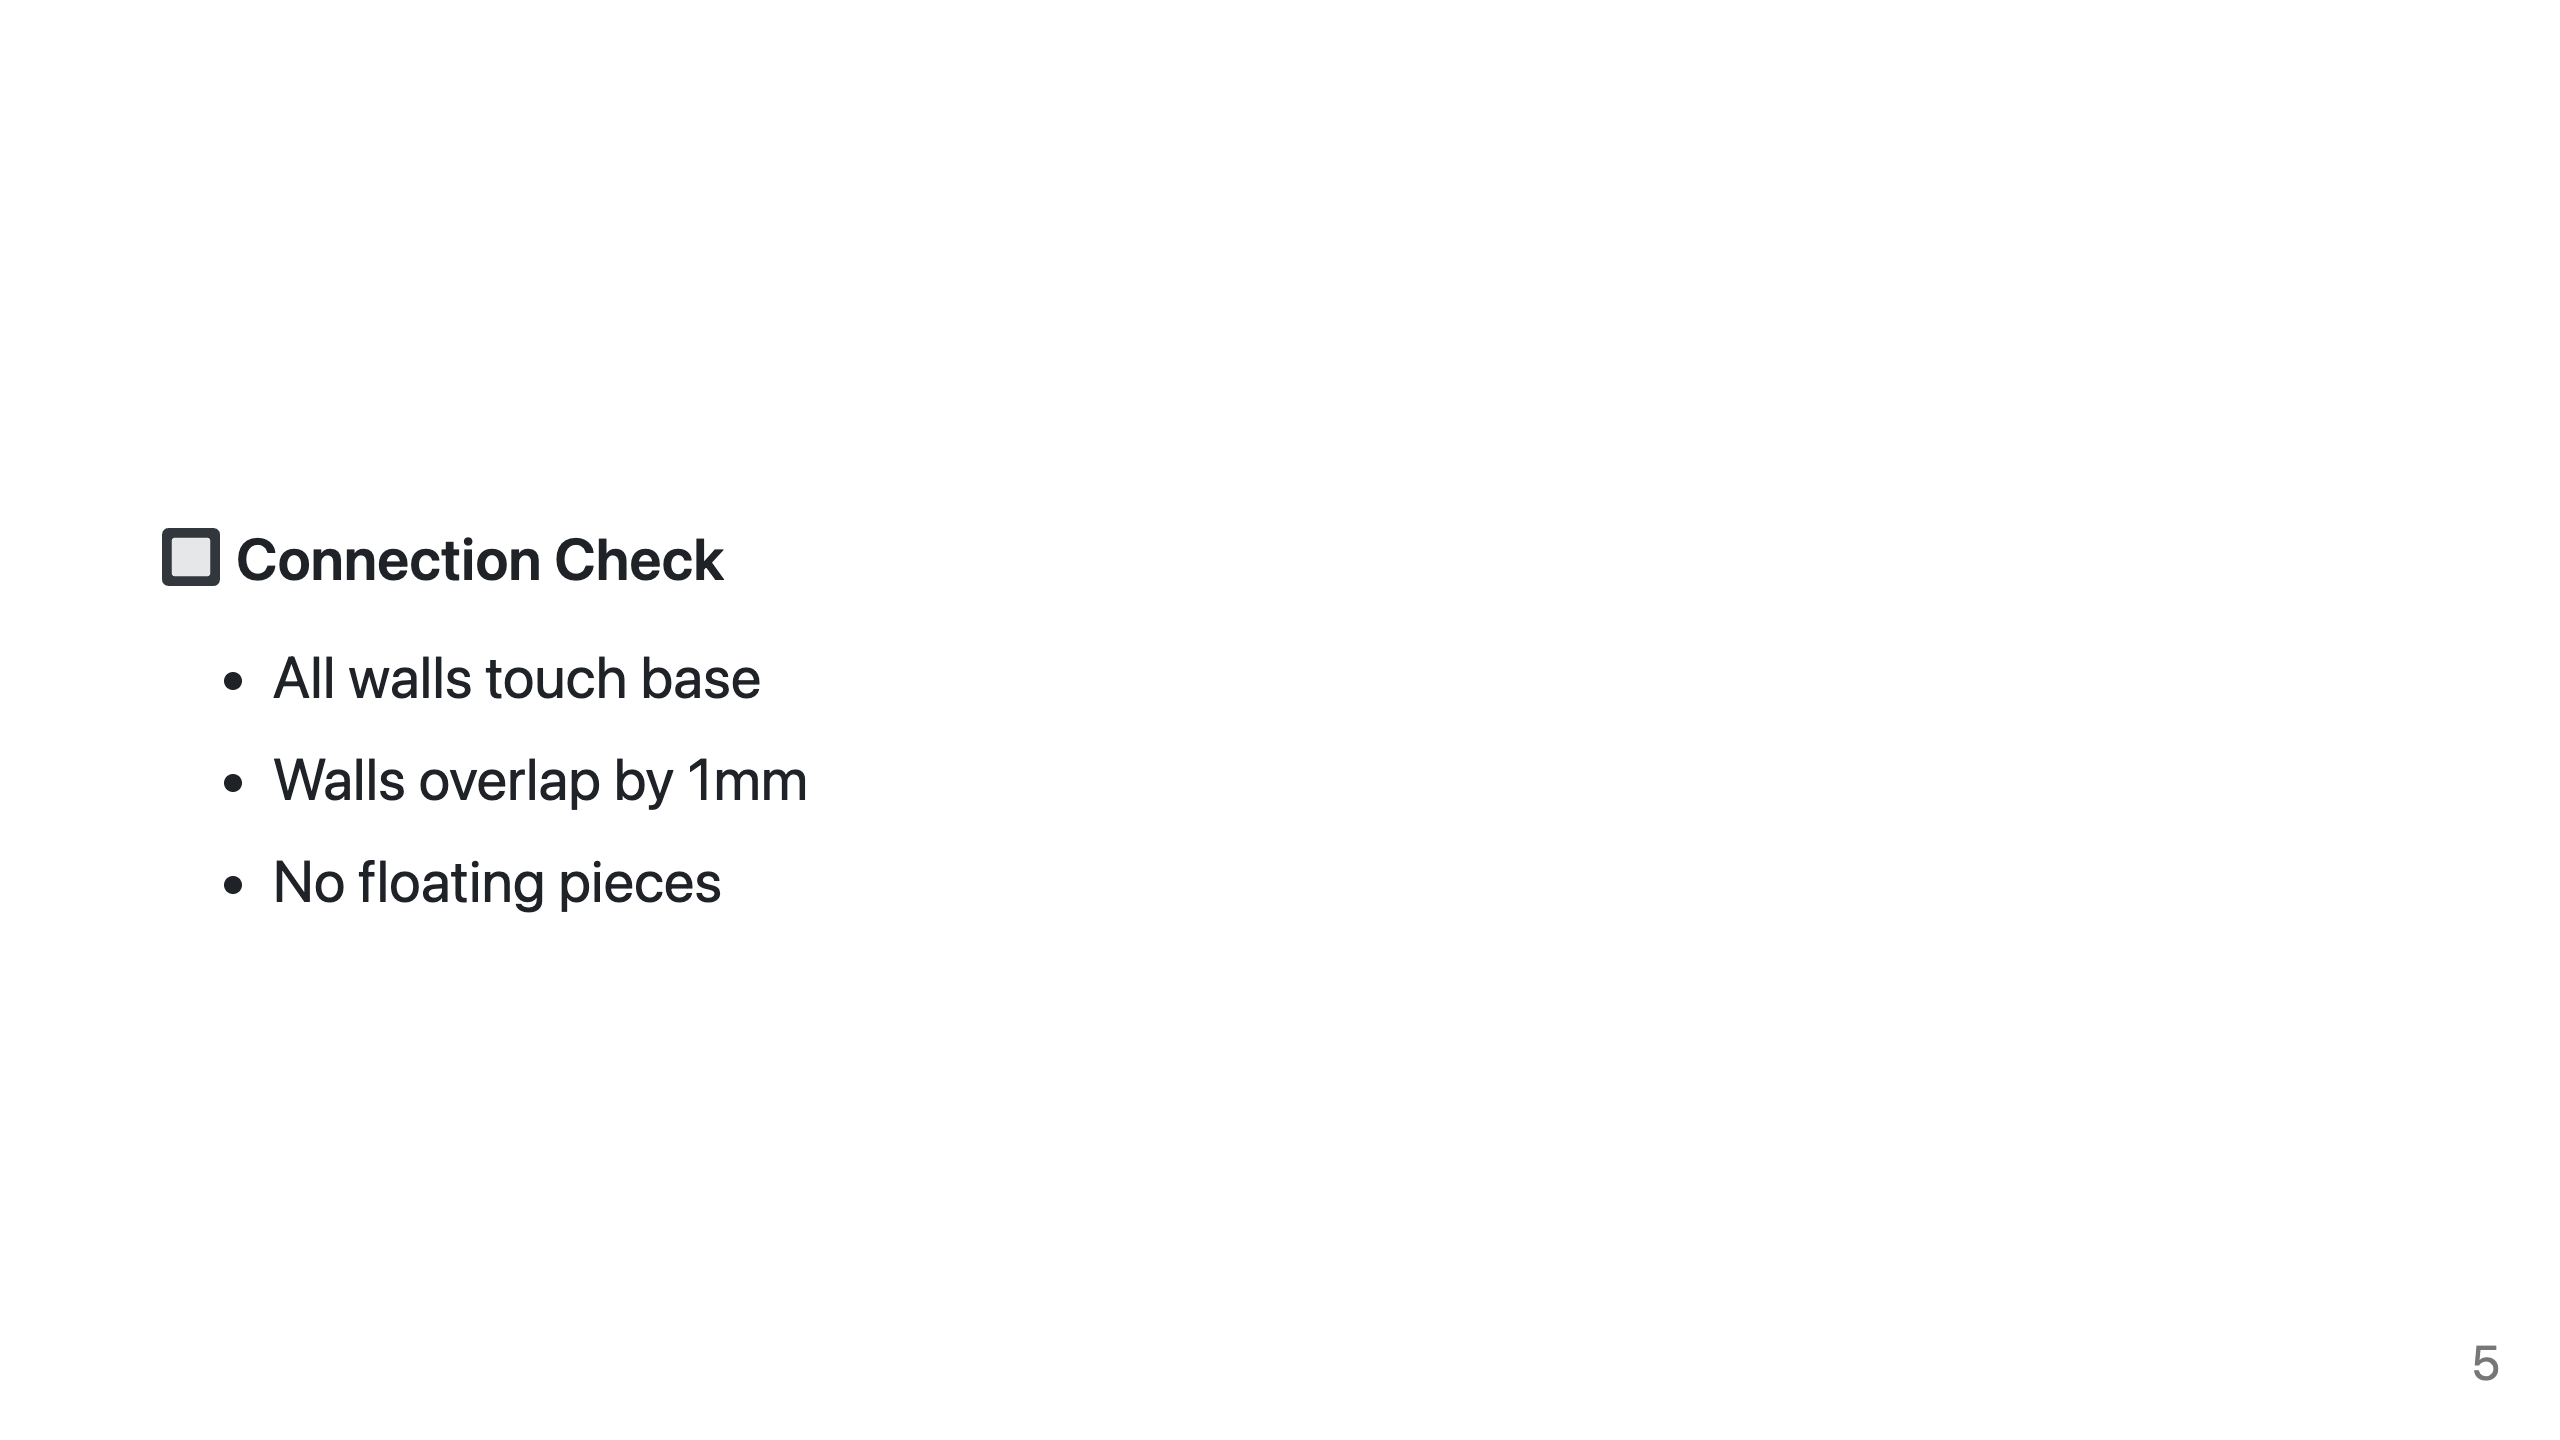 Connection Check
All walls touch base
Walls overlap by 1mm
No floating pieces
5